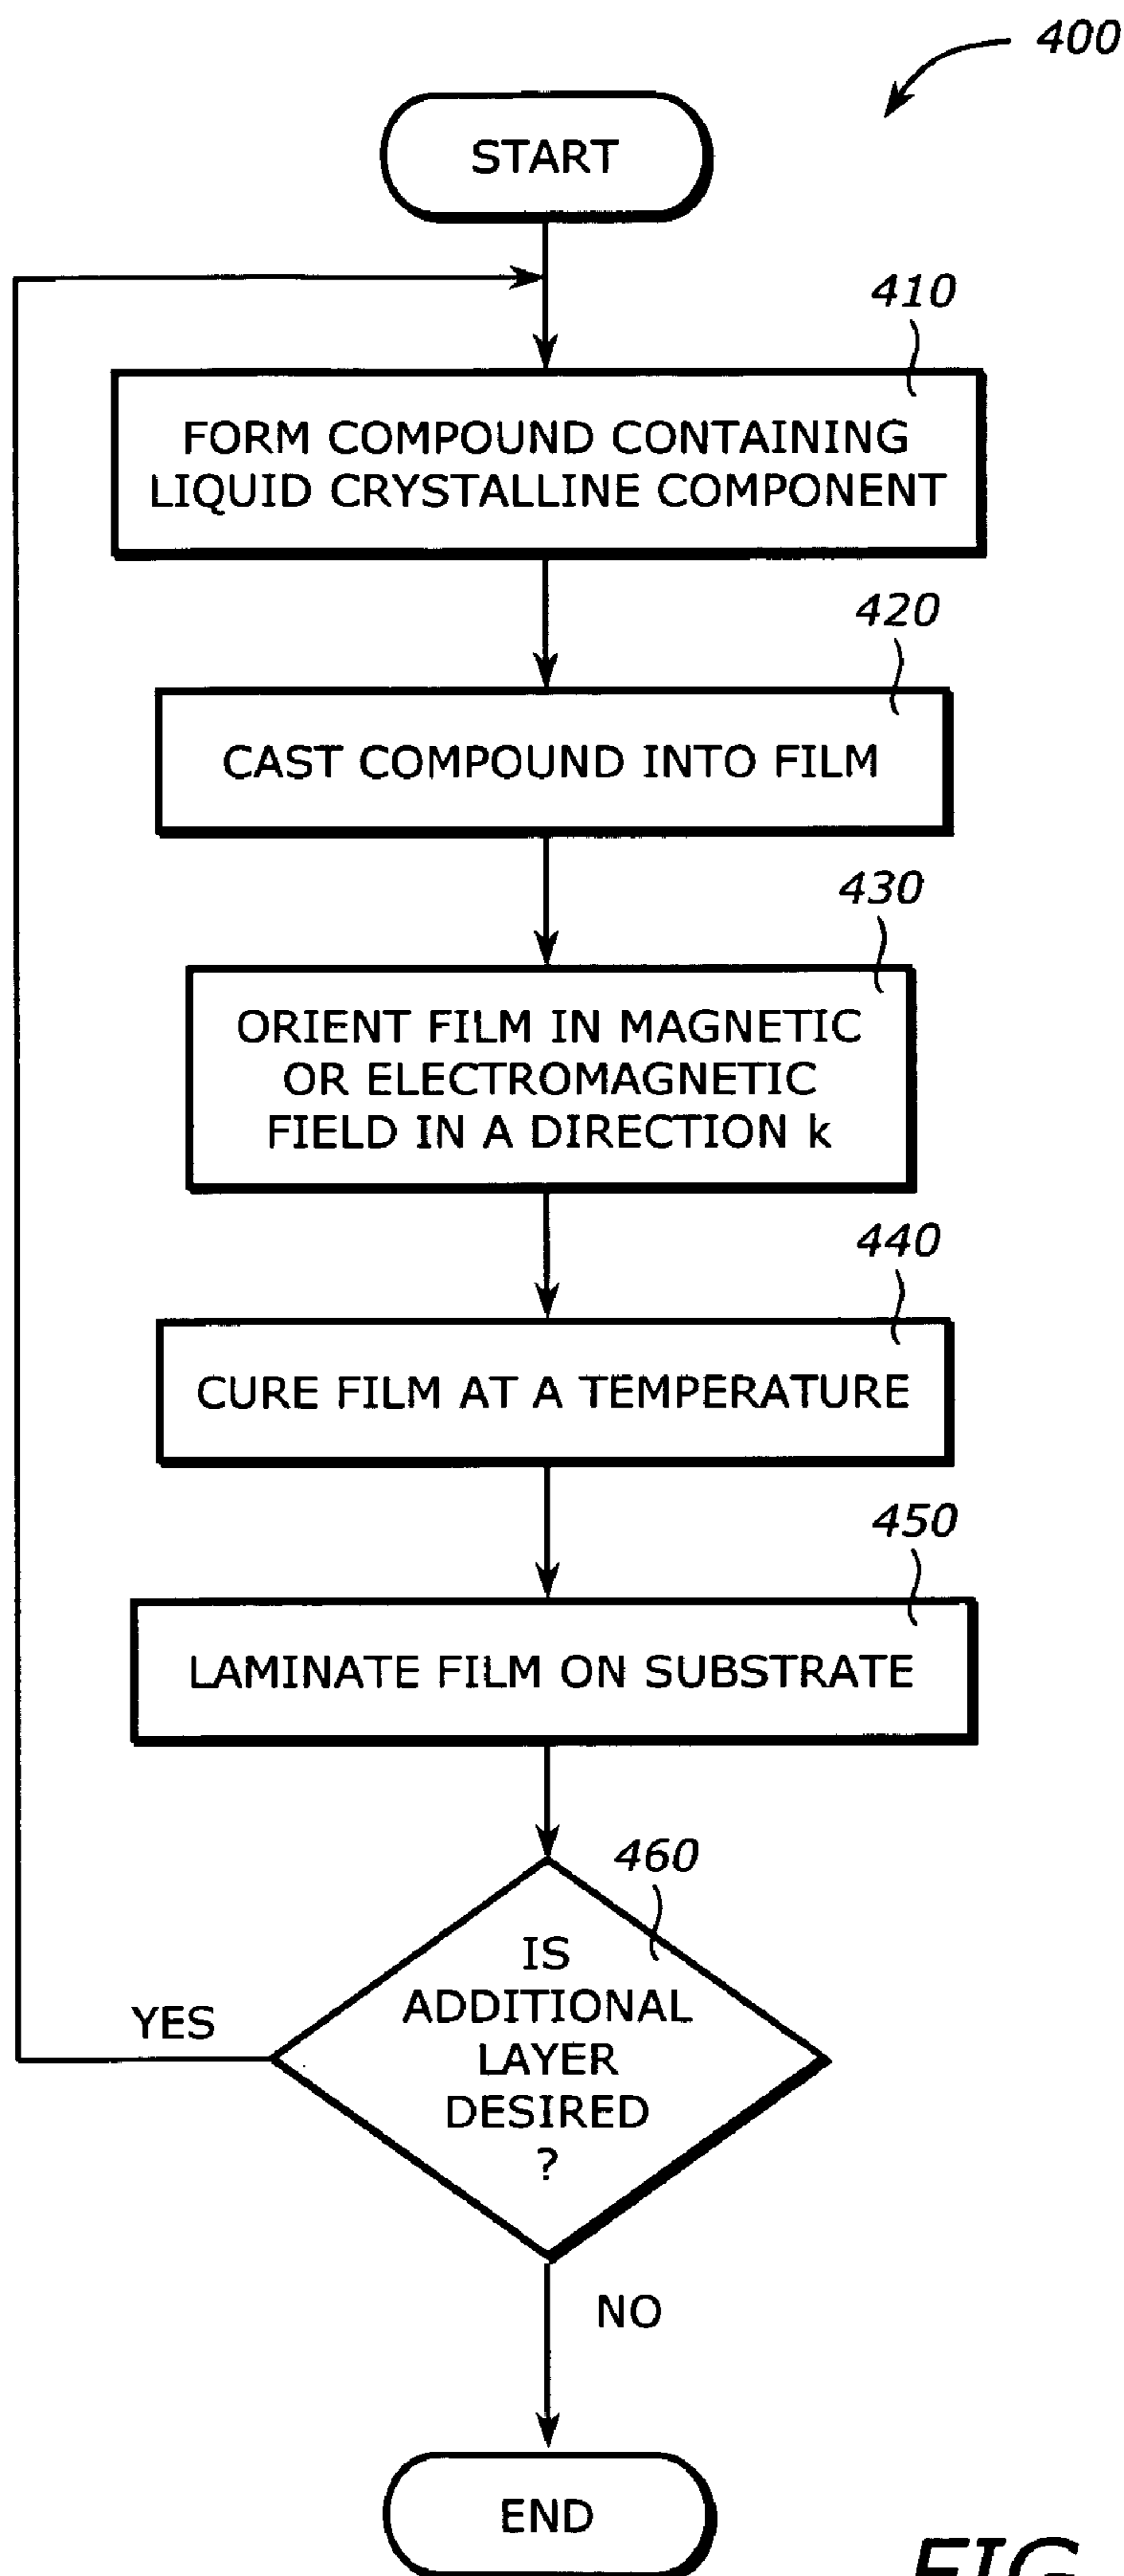 400
START
410
FORM COMPOUND CONTAINING
LIQUID CRYSTALLINE COMPONENT
420
CAST COMPOUND INTO FILM
430
ORIENT FILM IN MAGNETIC
OR ELECTROMAGNETIC
FIELD IN A DIRECTION k
440
CURE FILM AT A TEMPERATURE
450
LAMINATE FILM ON SUBSTRATE
460
IS
ADDITIONAL
LAYER
DESIRED
?
YES
NO
END
FIG